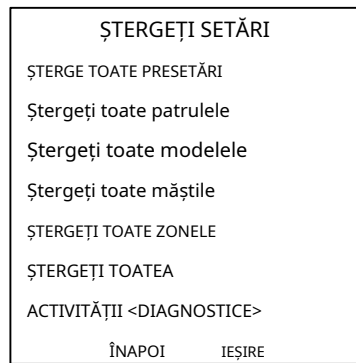 ȘTERGEȚI SETĂRI
ȘTERGE TOATE PRESETĂRI
Ștergeți toate patrulele
Ștergeți toate modelele
Ștergeți toate măștile
ȘTERGEȚI TOATE ZONELE
ȘTERGEȚI TOATEA
ACTIVITĂȚII <DIAGNOSTICE>
ÎNAPOI IEȘIRE